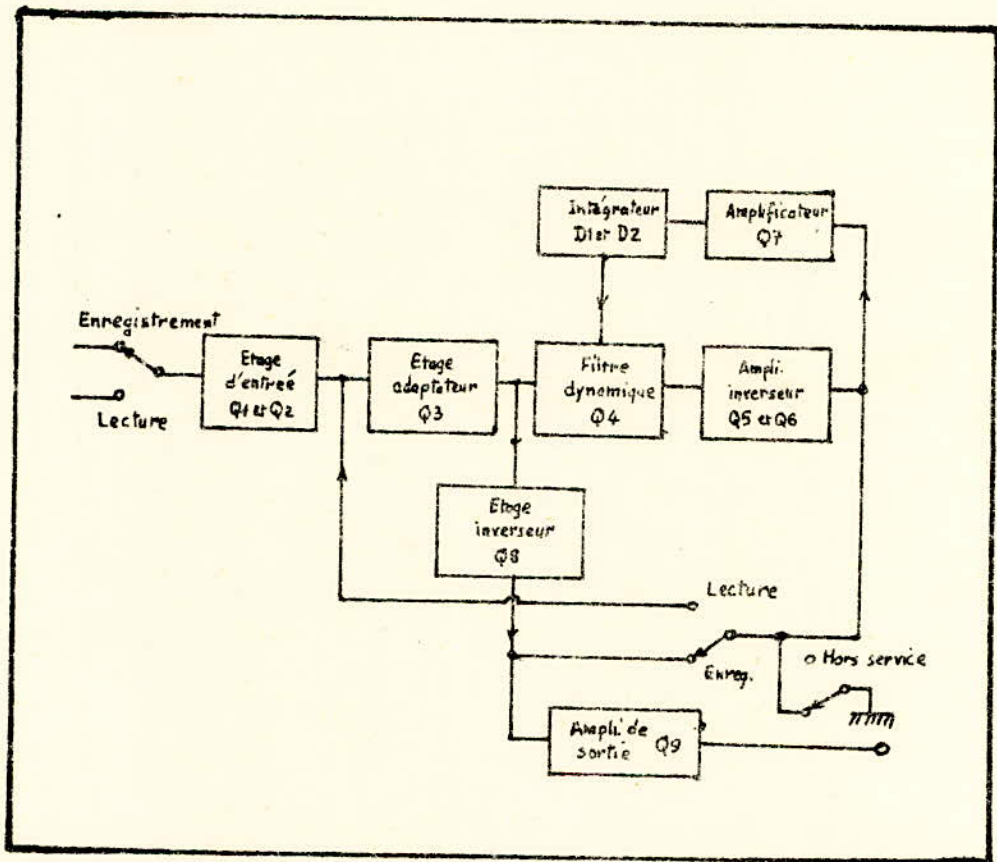 Intégrateur
D1 et D2
Amplificateur
Q7
Enregistrement
Lecture
Etage
d'entreé
Q1 et Q2
Etage
adaptateur
Q3
Filtre
dynamique
Q4
Ampli.
inverseur
Q5 et Q6
Etage
inverseur
Q8
Lecture
Enreg.
Hors service
Ampli de
sortie Q9